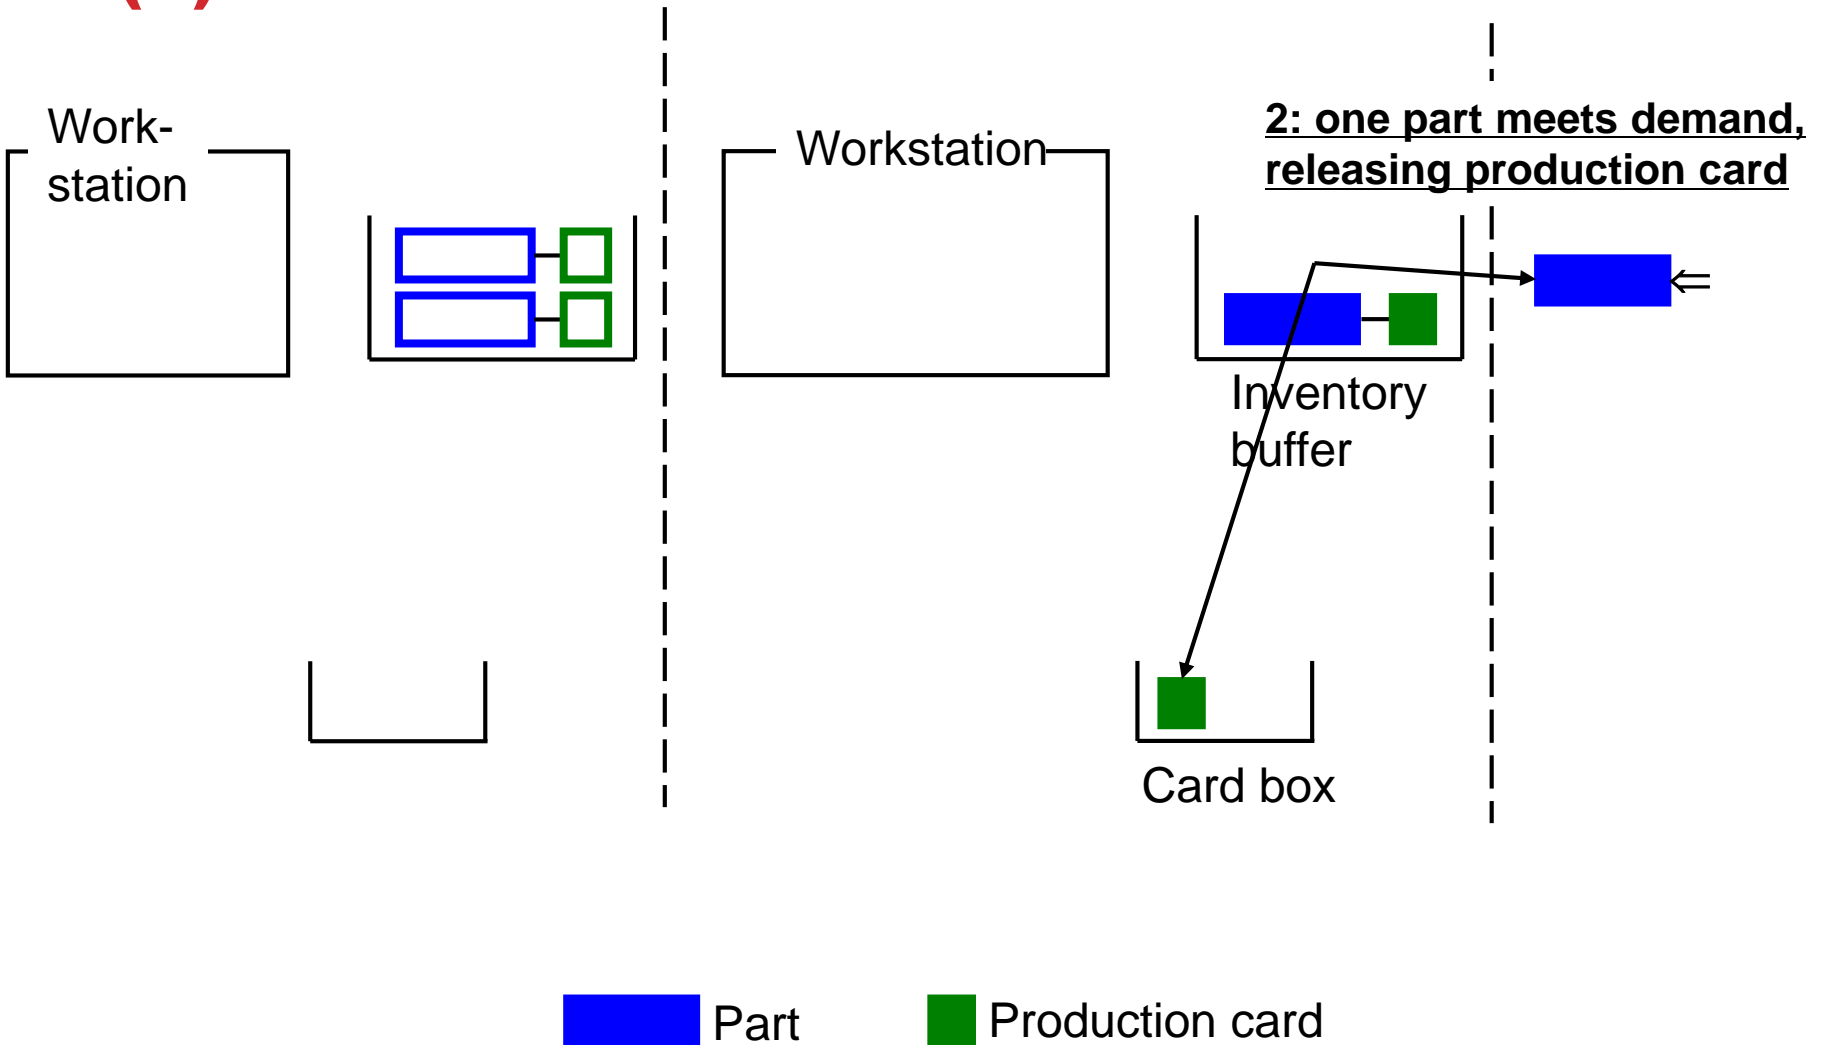 Work-
station
Workstation
2: one part meets demand,
releasing production card
Inventory
buffer
Card box
Part
Production card